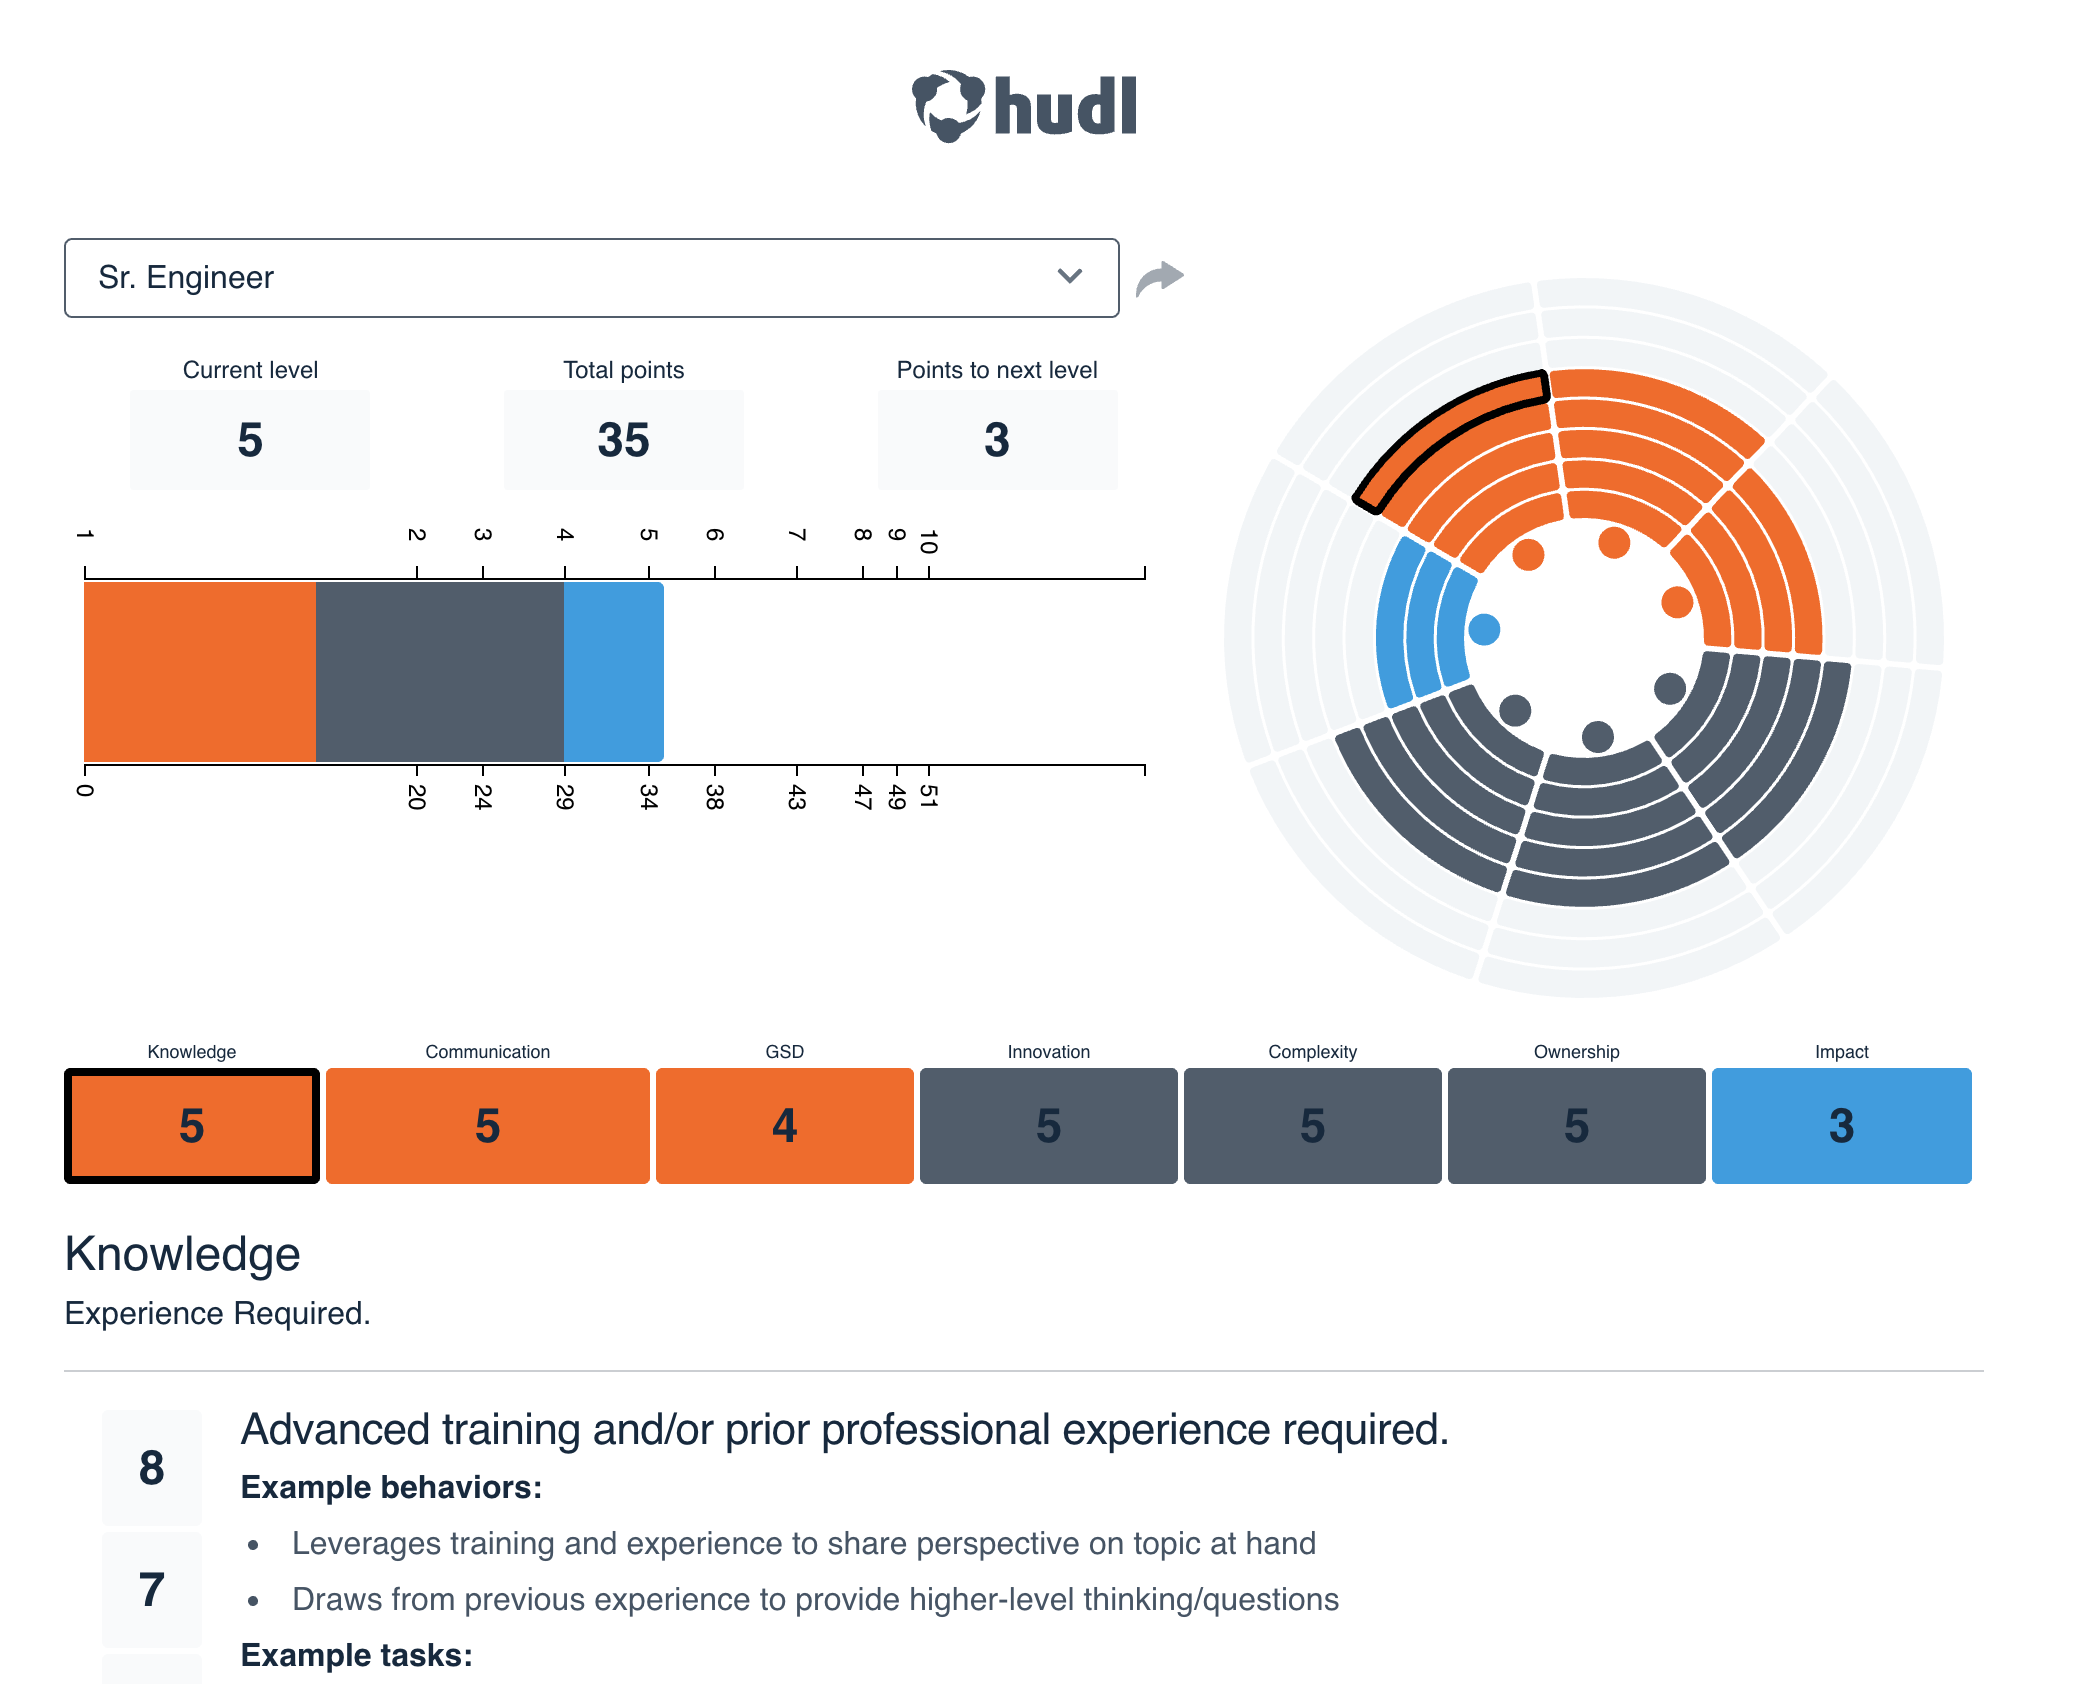 hudl
Sr. Engineer
Current level Total points Points to next level
5 35 3
1 2 3 4 5 6 7 8 9 10
0 20 24 29 34 38 43 47 49 51
Knowledge Communication GSD Innovation Complexity Ownership Impact
5 5 4 5 5 5 3
Knowledge
Experience Required.
8 Advanced training and/or prior professional experience required.
Example behaviors:
• Leverages training and experience to share perspective on topic at hand
7 • Draws from previous experience to provide higher-level thinking/questions
Example tasks: